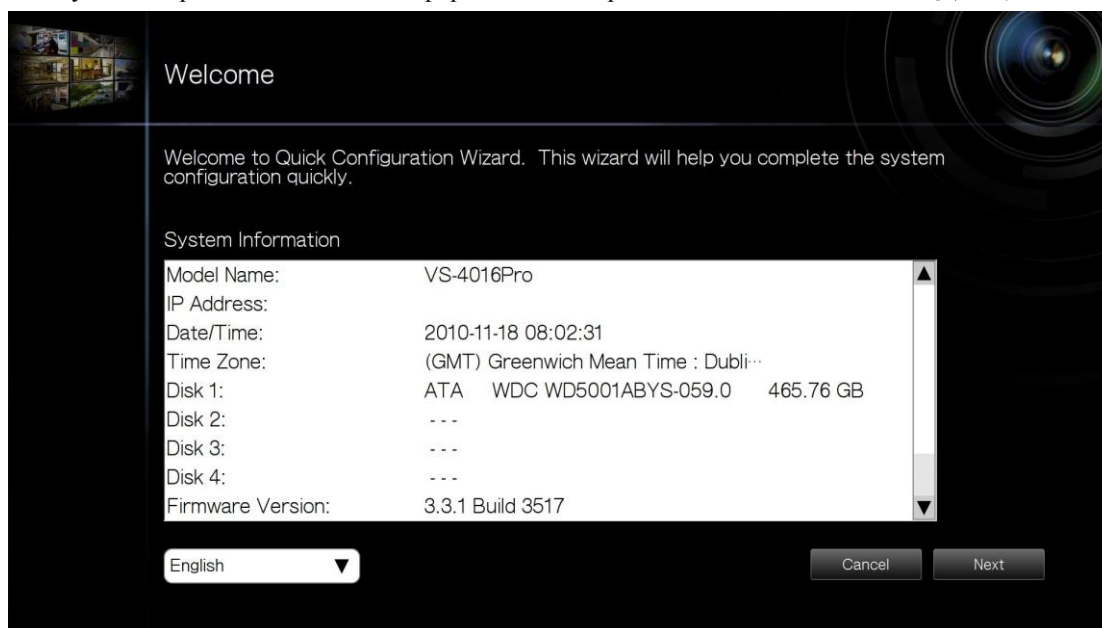 Welcome
Welcome to Quick Configuration Wizard. This wizard will help you complete the system
configuration quickly.
System Information
Model Name: VS-4016Pro
IP Address:
Date/Time: 2010-11-18 08:02:31
Time Zone: (GMT) Greenwich Mean Time : Dubli...
Disk 1: ATA WDC WD5001ABYS-059.0 465.76 GB
Disk 2: - - -
Disk 3: - - -
Disk 4: - - -
Firmware Version: 3.3.1 Build 3517
English
Cancel Next